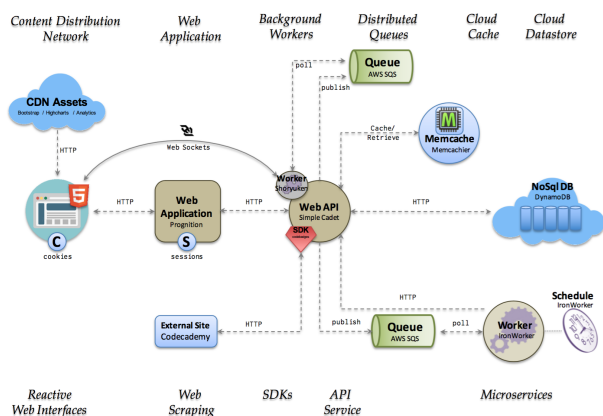 Content Distribution
Network
Web
Application
Background
Workers
Distributed
Queues
Cloud
Cache
Cloud
Datastore
CDN Assets
Bootstrap / Highcharts / Analytics
HTTP
Web Sockets
poll
publish
Queue
AWS SQS
Cache/
Retrieve
M
Memcache
Memcachier
5
C
cookies
HTTP
Web
Application
Prognition
S
sessions
HTTP
Worker
Shoryuken
Web API
Simple Cadet
SDK
HTTP
NoSql DB
DynamoDB
External Site
Codecademy
HTTP
publish
Queue
AWS SQS
poll
HTTP
Worker
IronWorker
Schedule
IronWorker
Reactive
Web Interfaces
Web
Scraping
SDKs
API
Service
Microservices